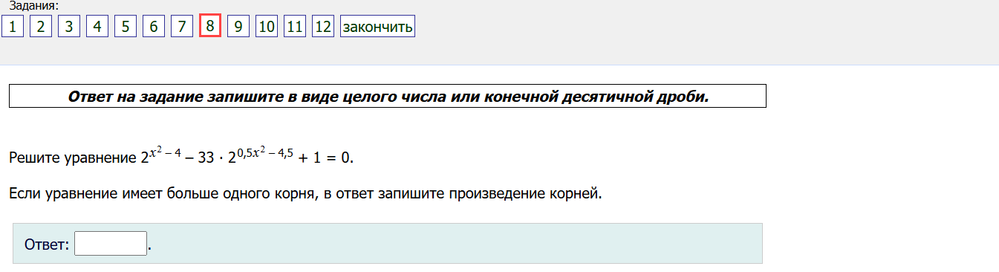 Задания:
1 2 3 4 5 6 7 8 9 10 11 12 закончить
Ответ на задание запишите в виде целого числа или конечной десятичной дроби.
Решите уравнение 2^{x^2 – 4} – 33 · 2^{0,5x^2 – 4,5} + 1 = 0.
Если уравнение имеет больше одного корня, в ответ запишите произведение корней.
Ответ: .